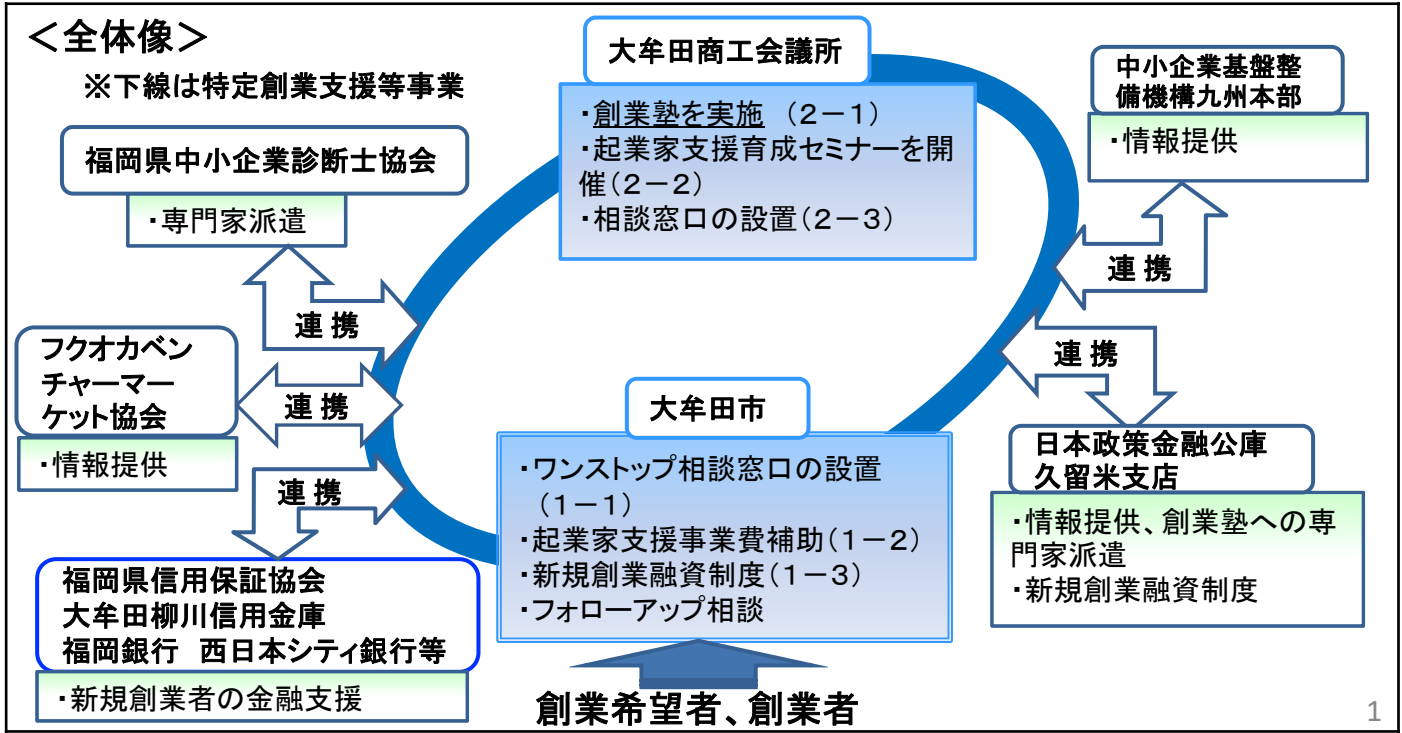 ＜全体像＞
※下線は特定創業支援等事業
大牟田商工会議所
・創業塾を実施　（２－１）
・起業家支援育成セミナーを開
催（２－２）
・相談窓口の設置（２－３）
中小企業基盤整
備機構九州本部
・情報提供
福岡県中小企業診断士協会
・専門家派遣
連 携
連 携
フクオカベン
チャーマー
ケット協会
・情報提供
連 携
連 携
連 携
大牟田市
・ワンストップ相談窓口の設置
（１－１）
・起業家支援事業費補助（１－２）
・新規創業融資制度（１－３）
・フォローアップ相談
日本政策金融公庫
久留米支店
・情報提供、創業塾への専
門家派遣
・新規創業融資制度
福岡県信用保証協会
大牟田柳川信用金庫
福岡銀行　西日本シティ銀行等
・新規創業者の金融支援
創業希望者、創業者
1